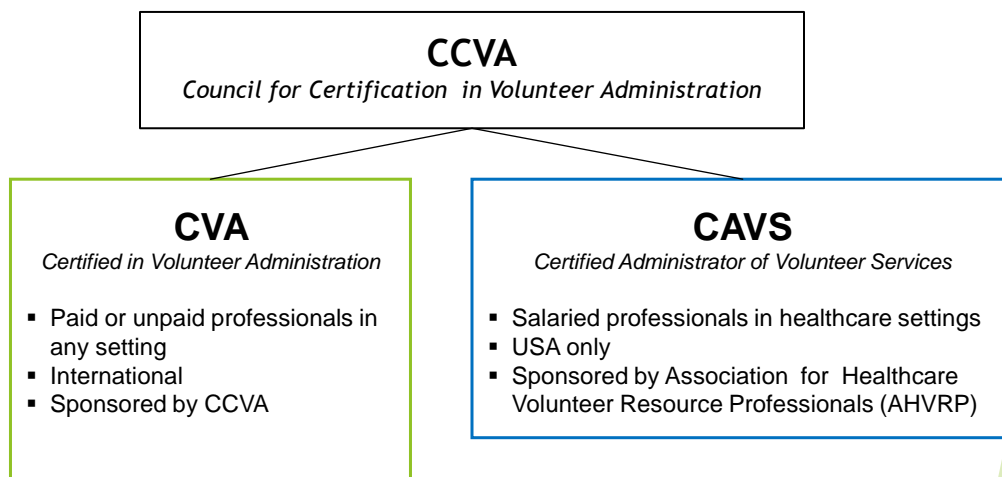 CCVA
Council for Certification in Volunteer Administration
CVA
Certified in Volunteer Administration
▪ Paid or unpaid professionals in
any setting
▪ International
▪ Sponsored by CCVA
CAVS
Certified Administrator of Volunteer Services
▪ Salaried professionals in healthcare settings
▪ USA only
▪ Sponsored by Association for Healthcare
Volunteer Resource Professionals (AHVRP)